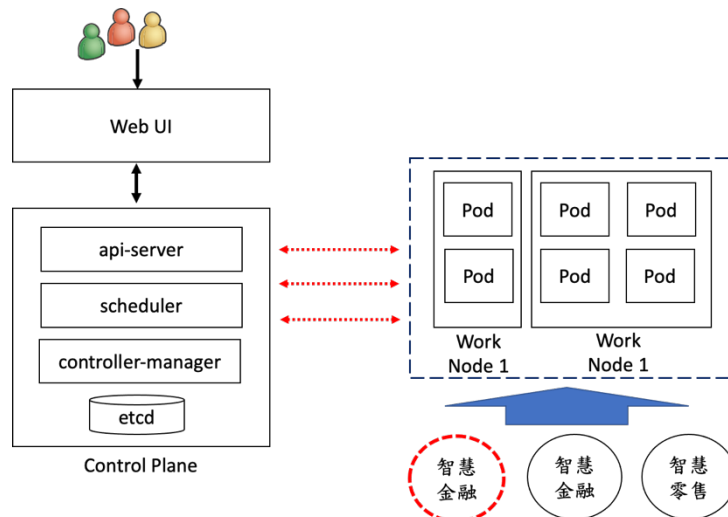 Web UI
api-server
scheduler
controller-manager
etcd
Control Plane
Pod
Pod
Pod
Pod
Pod
Pod
Work
Node 1
Work
Node 1
智慧
金融
智慧
金融
智慧
零售